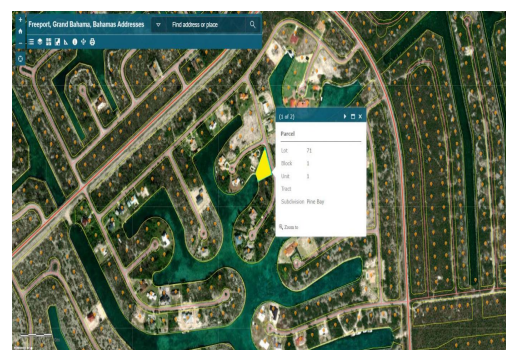 Freeport, Grand Bahama, Bahamas Addresses
Find address or place
(1 of 2)
Parcel
Lot 71
Block 1
Unit 1
Tract
Subdivision Pine Bay
Zoom to